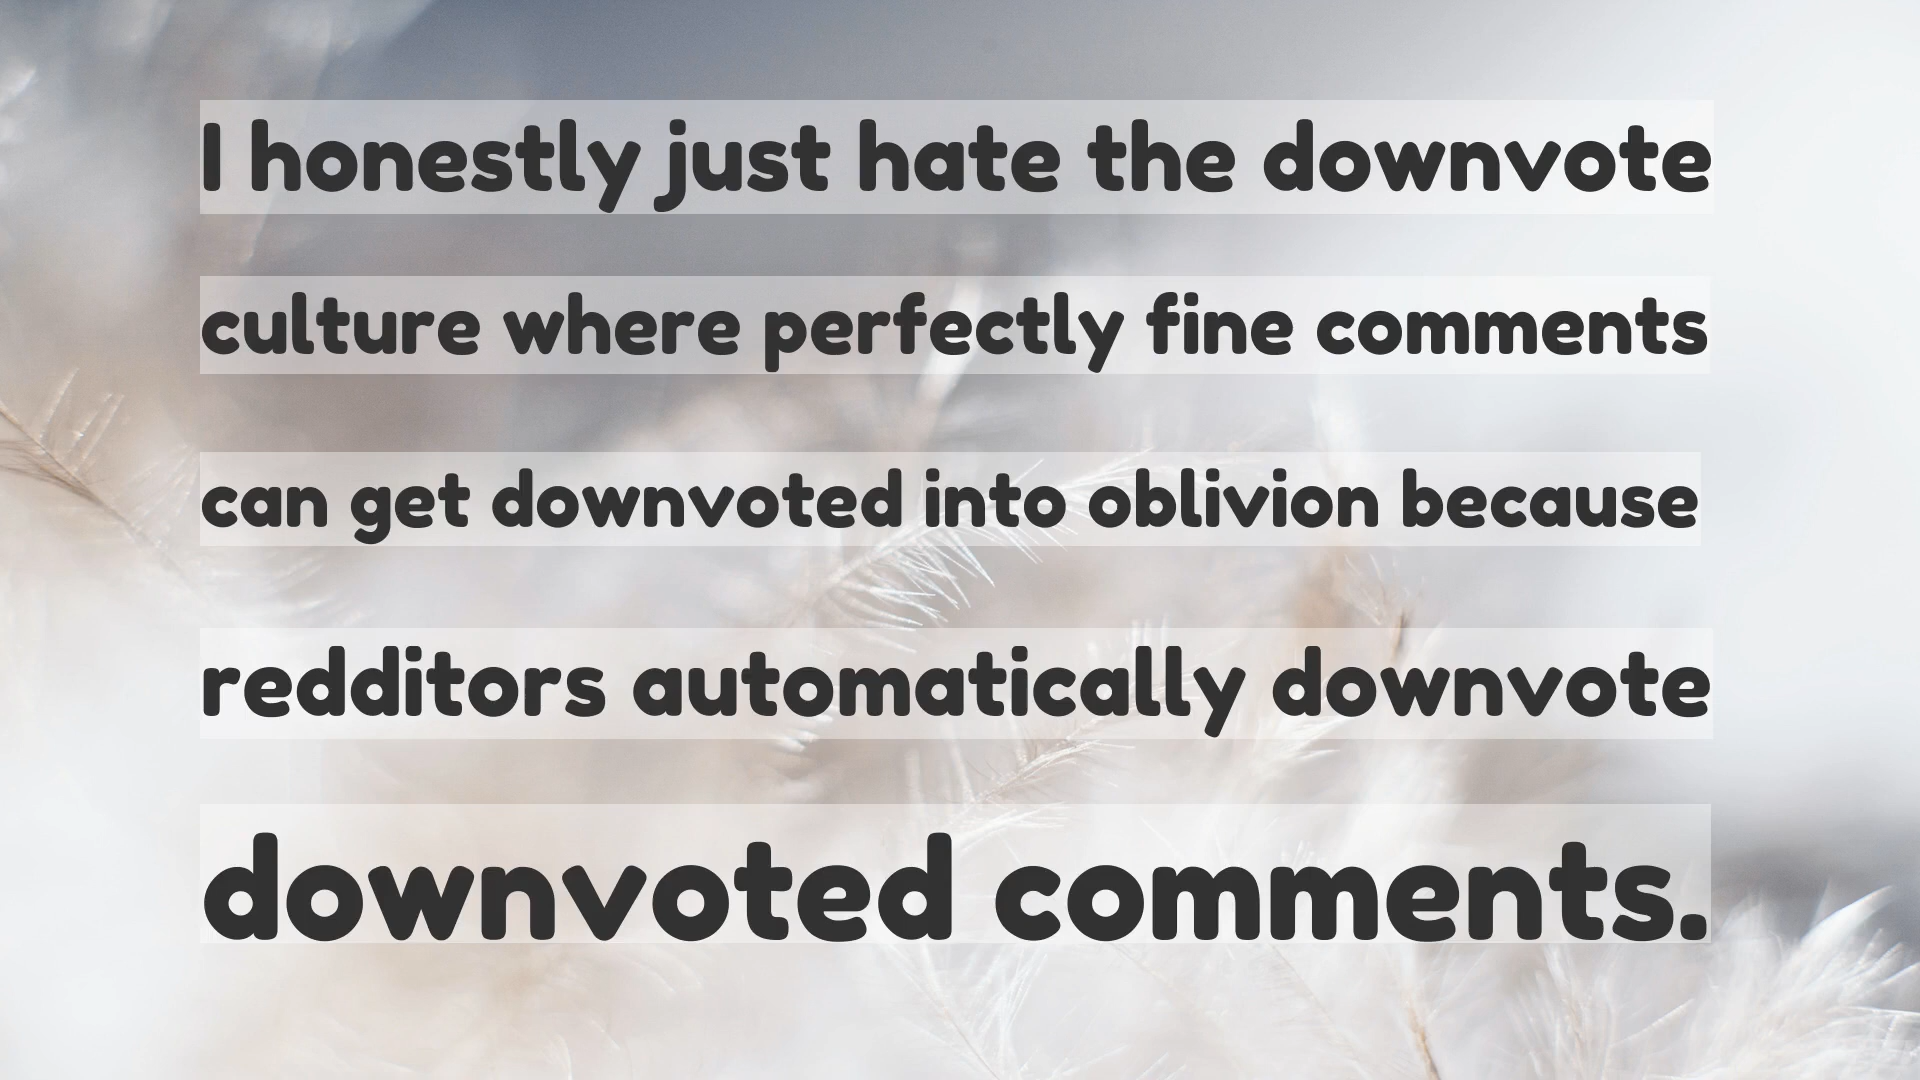 I honestly just hate the downvote
culture where perfectly fine comments
can get downvoted into oblivion because
redditors automatically downvote
downvoted comments.